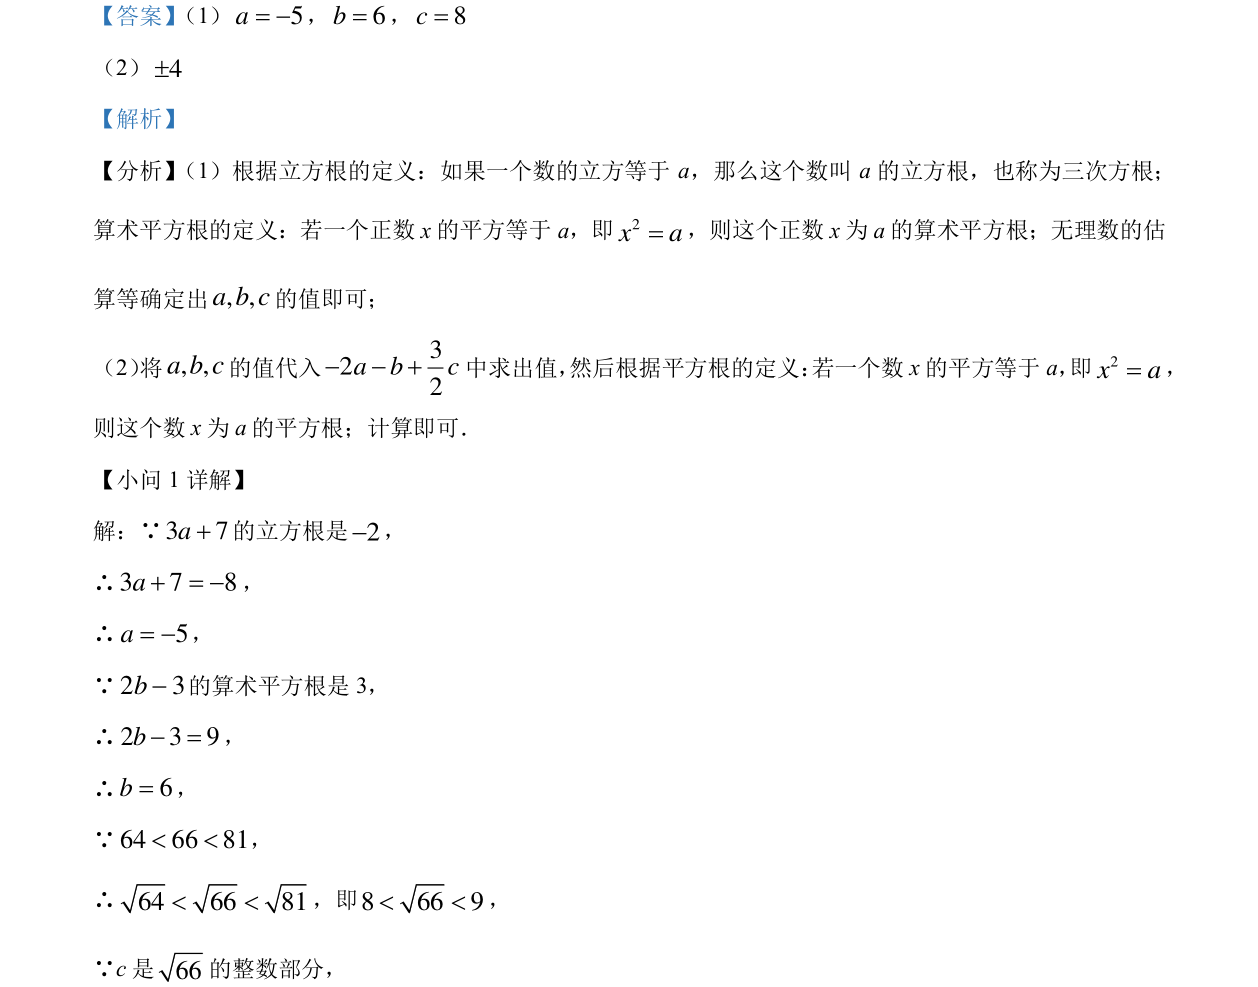 【答案】（1）a = −5，b = 6，c = 8
（2）±4
【解析】
【分析】（1）根据立方根的定义：如果一个数的立方等于 a，那么这个数叫 a 的立方根，也称为三次方根；
算术平方根的定义：若一个正数 x 的平方等于 a，即 x² = a，则这个正数 x 为 a 的算术平方根；无理数的估
算等确定出 a,b,c 的值即可；
（2）将 a,b,c 的值代入 −2a − b + \frac{3}{2}c 中求出值，然后根据平方根的定义：若一个数 x 的平方等于 a，即 x² = a，
则这个数 x 为 a 的平方根；计算即可．
【小问 1 详解】
解：∵ 3a + 7 的立方根是 −2，
∴ 3a + 7 = −8，
∴ a = −5，
∵ 2b − 3 的算术平方根是 3，
∴ 2b − 3 = 9，
∴ b = 6，
∵ 64 < 66 < 81，
∴ √64 < √66 < √81，即 8 < √66 < 9，
∵ c 是 √66 的整数部分，